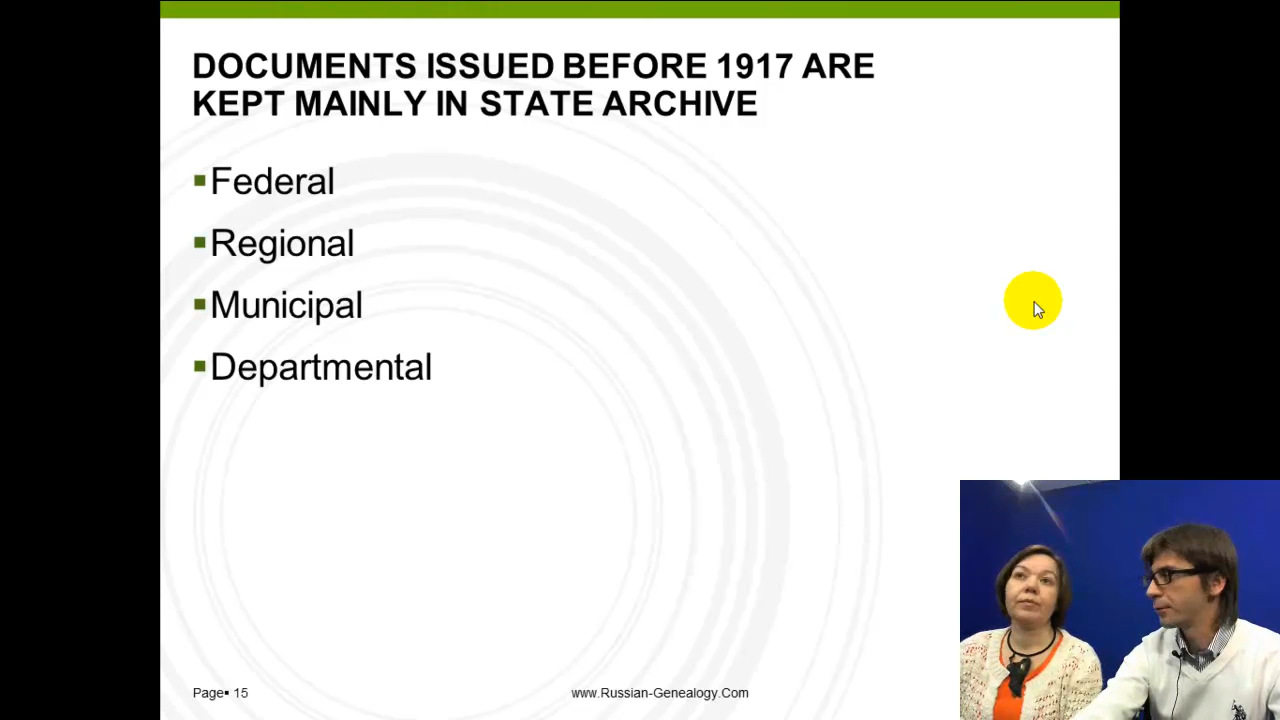 DOCUMENTS ISSUED BEFORE 1917 ARE
KEPT MAINLY IN STATE ARCHIVE
▪Federal
▪Regional
▪Municipal
▪Departmental
Page▪ 15
www.Russian-Genealogy.Com